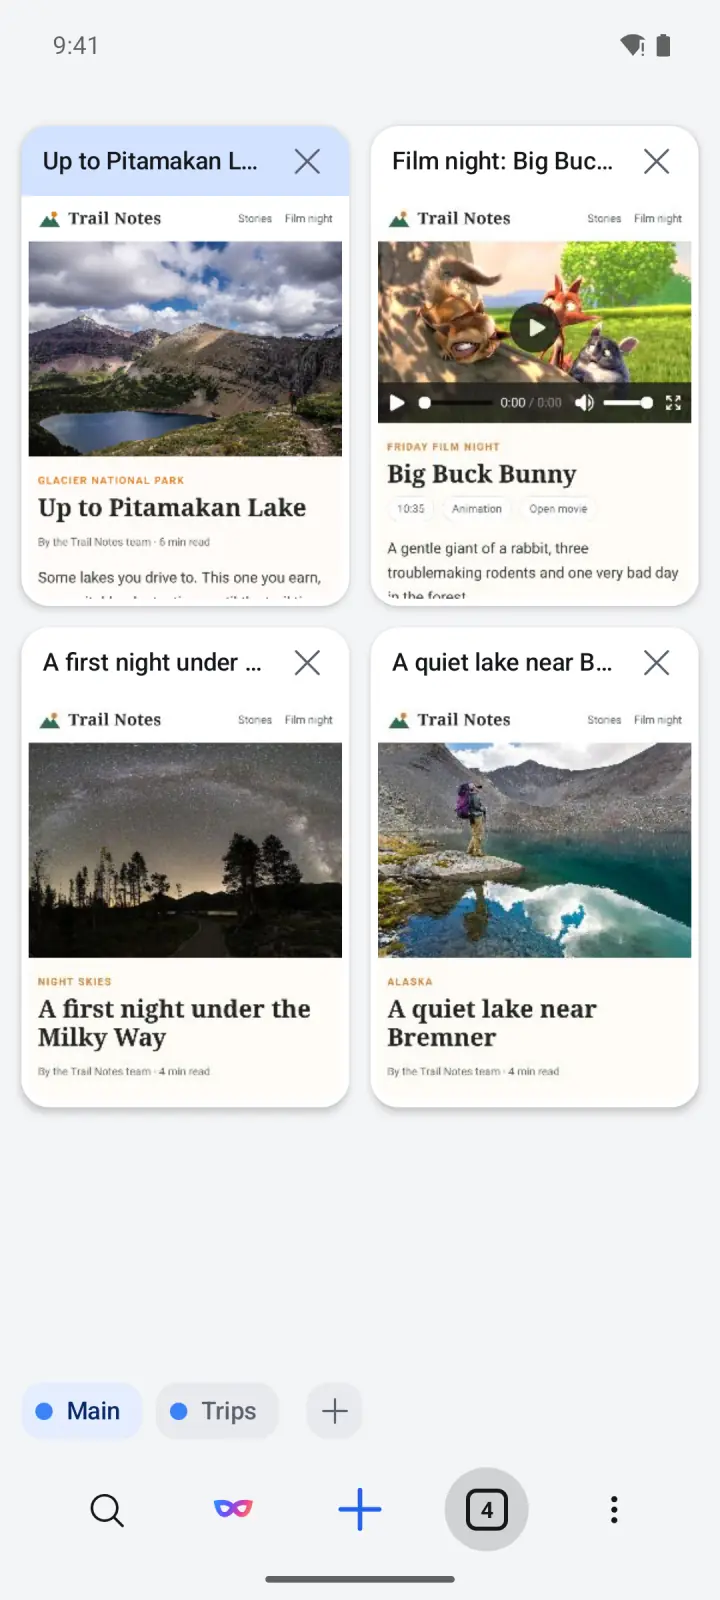 9:41
Up to Pitamakan L...
Trail Notes
Stories Film night
GLACIER NATIONAL PARK
Up to Pitamakan Lake
By the Trail Notes team · 6 min read
Some lakes you drive to. This one you earn,
Film night: Big Buc...
Trail Notes
Stories Film night
0:00 / 0:00
FRIDAY FILM NIGHT
Big Buck Bunny
10:35 Animation Open movie
A gentle giant of a rabbit, three
troublemaking rodents and one very bad day
in the forest
A first night under ...
Trail Notes
Stories Film night
NIGHT SKIES
A first night under the
Milky Way
By the Trail Notes team · 4 min read
A quiet lake near B...
Trail Notes
Stories Film night
ALASKA
A quiet lake near
Bremner
By the Trail Notes team · 4 min read
Main
Trips
4